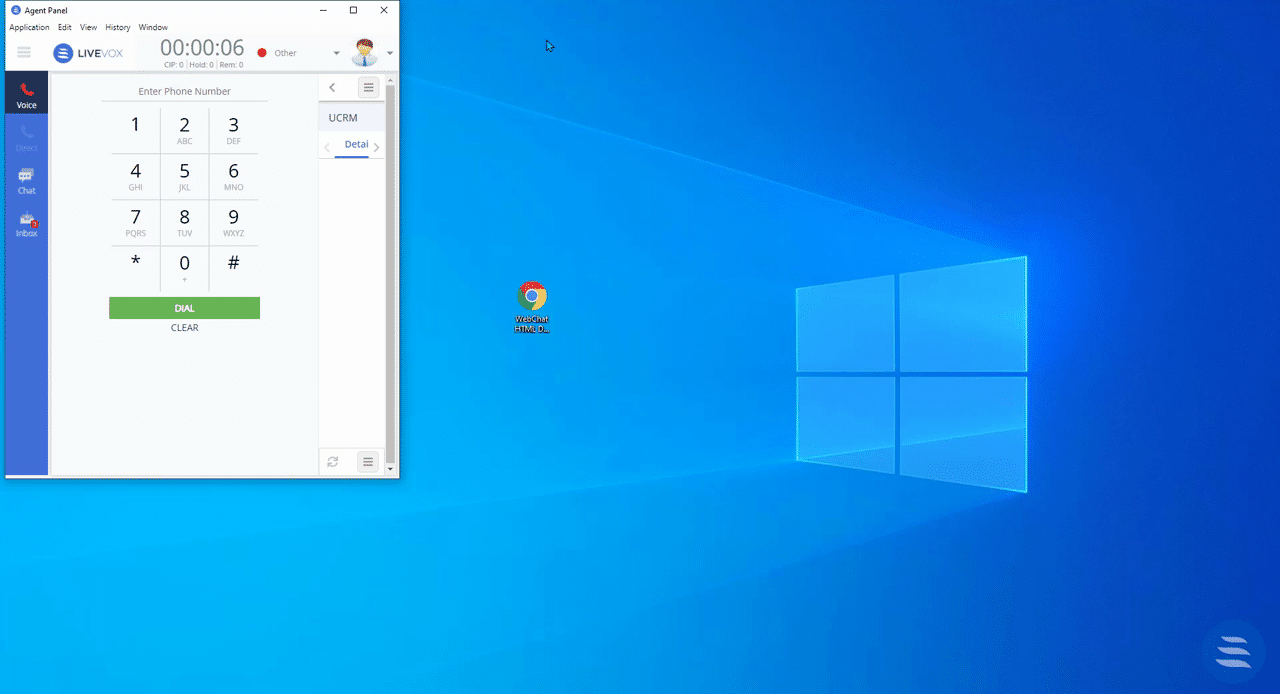 Agent Panel
Application Edit View History Window
LIVEVOX
00:00:06
Other
CIP: 0 | Hold: 0 | Rem: 0
Voice
Direct
Chat
Inbox
Enter Phone Number
1 2 3
ABC DEF
4 5 6
GHI JKL MNO
7 8 9
PQRS TUV WXYZ
* 0 #
+
DIAL
CLEAR
UCRM
Detai
WebChat
HTML D...